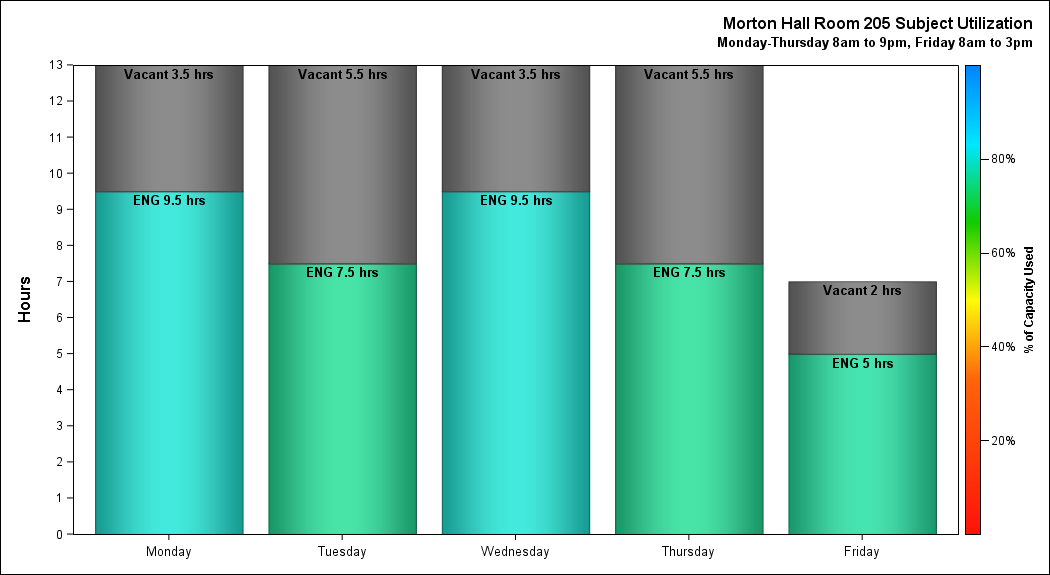 Morton Hall Room 205 Subject Utilization
Monday-Thursday 8am to 9pm, Friday 8am to 3pm
Hours
13
12
11
10
9
8
7
6
5
4
3
2
1
0
Vacant 3.5 hrs
ENG 9.5 hrs
Vacant 5.5 hrs
ENG 7.5 hrs
Vacant 3.5 hrs
ENG 9.5 hrs
Vacant 5.5 hrs
ENG 7.5 hrs
Vacant 2 hrs
ENG 5 hrs
Monday
Tuesday
Wednesday
Thursday
Friday
80%
60%
40%
20%
% of Capacity Used